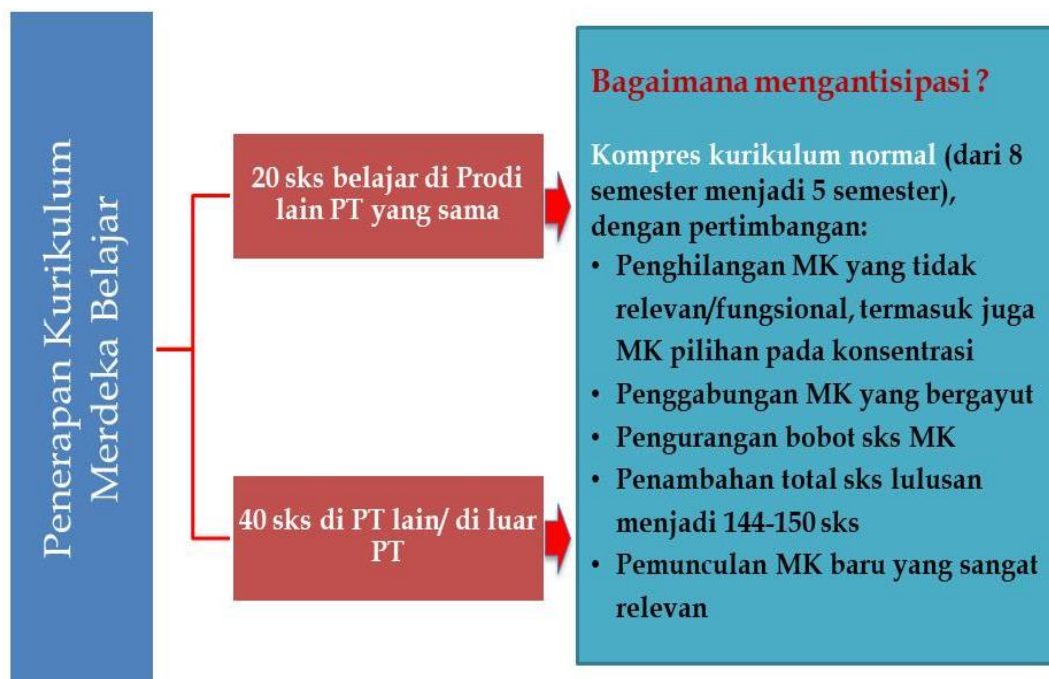 Penerapan Kurikulum
Merdeka Belajar
20 sks belajar di Prodi
lain PT yang sama
40 sks di PT lain/ di luar
PT
Bagaimana mengantisipasi ?
Kompres kurikulum normal (dari 8
semester menjadi 5 semester),
dengan pertimbangan:
• Penghilangan MK yang tidak
relevan/fungsional, termasuk juga
MK pilihan pada konsentrasi
• Penggabungan MK yang bergayut
• Pengurangan bobot sks MK
• Penambahan total sks lulusan
menjadi 144-150 sks
• Pemunculan MK baru yang sangat
relevan